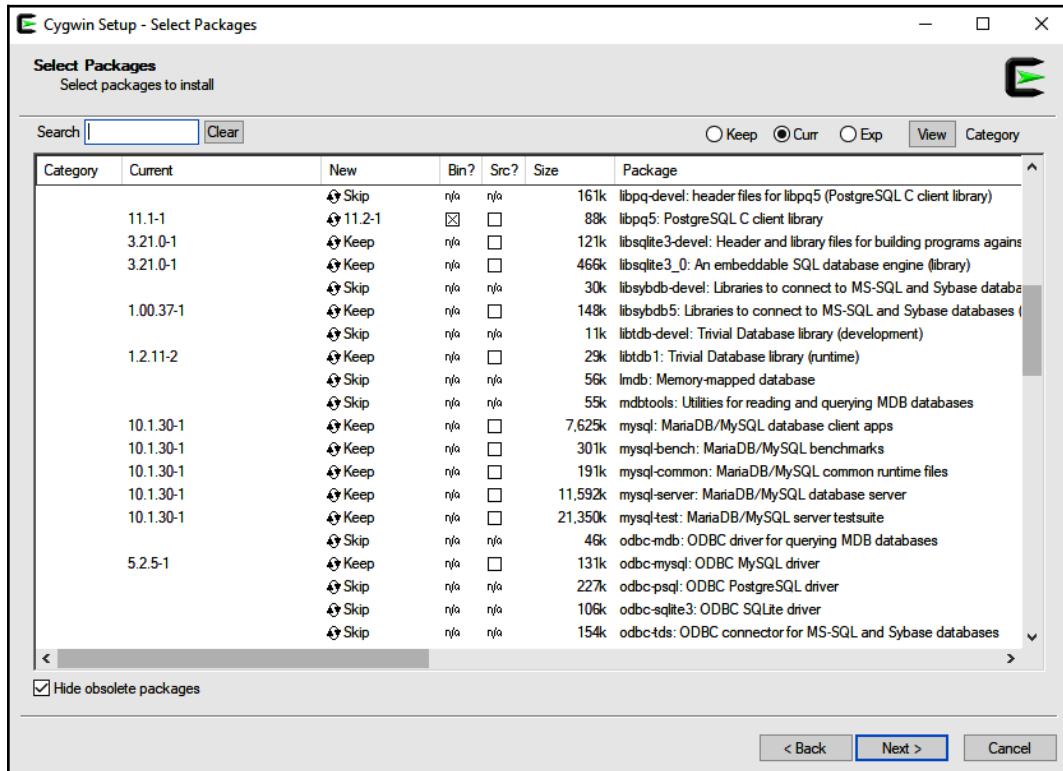 Cygwin Setup - Select Packages
Select Packages
Select packages to install
Search Clear Keep Curr Exp View Category
Category Current New Bin? Src? Size Package
Skip n/a n/a 161k libpq-devel: header files for libpq5 (PostgreSQL C client library)
11.1-1 11.2-1 88k libpq5: PostgreSQL C client library
3.21.0-1 Keep n/a 121k libsqlite3-devel: Header and library files for building programs agains
3.21.0-1 Keep n/a 466k libsqlite3_0: An embeddable SQL database engine (library)
Skip n/a n/a 30k libsybdb-devel: Libraries to connect to MS-SQL and Sybase databa
1.00.37-1 Keep n/a 148k libsybdb5: Libraries to connect to MS-SQL and Sybase databases (
Skip n/a n/a 11k libtdb-devel: Trivial Database library (development)
1.2.11-2 Keep n/a 29k libtdb1: Trivial Database library (runtime)
Skip n/a n/a 56k lmdb: Memory-mapped database
Skip n/a n/a 55k mdbtools: Utilities for reading and querying MDB databases
10.1.30-1 Keep n/a 7,625k mysql: MariaDB/MySQL database client apps
10.1.30-1 Keep n/a 301k mysql-bench: MariaDB/MySQL benchmarks
10.1.30-1 Keep n/a 191k mysql-common: MariaDB/MySQL common runtime files
10.1.30-1 Keep n/a 11,592k mysql-server: MariaDB/MySQL database server
10.1.30-1 Keep n/a 21,350k mysql-test: MariaDB/MySQL server testsuite
Skip n/a n/a 46k odbc-mdb: ODBC driver for querying MDB databases
5.2.5-1 Keep n/a 131k odbc-mysql: ODBC MySQL driver
Skip n/a n/a 227k odbc-psql: ODBC PostgreSQL driver
Skip n/a n/a 106k odbc-sqlite3: ODBC SQLite driver
Skip n/a n/a 154k odbc-tds: ODBC connector for MS-SQL and Sybase databases
Hide obsolete packages
< Back Next > Cancel